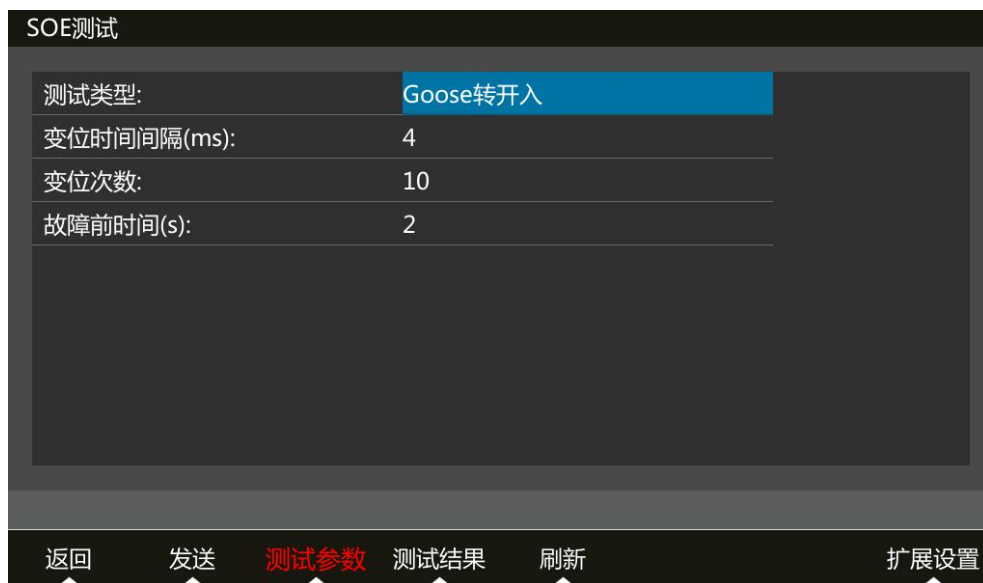 SOE测试
测试类型: Goose转开入
变位时间间隔(ms): 4
变位次数: 10
故障前时间(s): 2
返回 发送 测试参数 测试结果 刷新 扩展设置